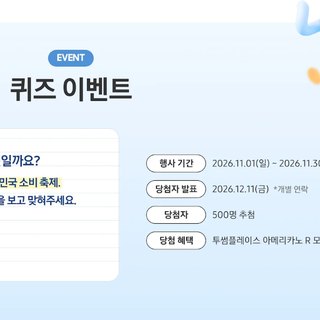 EVENT
퀴즈 이벤트
일까요?
민국 소비 축제.
을 보고 맞혀주세요.
행사 기간 2026.11.01(일) ~ 2026.11.30
당첨자 발표 2026.12.11(금) *개별 연락
당첨자 500명 추첨
당첨 혜택 투썸플레이스 아메리카노 R 모